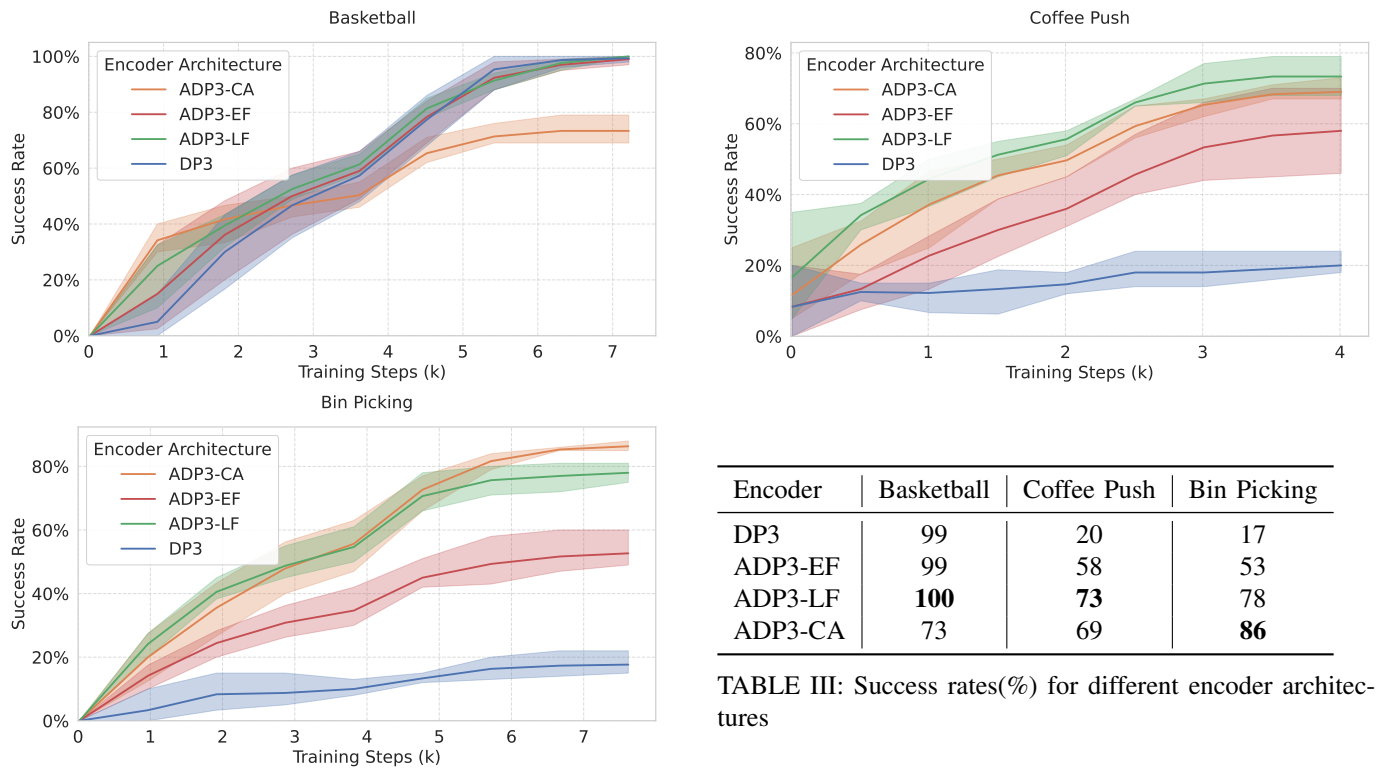 Basketball
Success Rate
100%
80%
60%
40%
20%
0%
Encoder Architecture
ADP3-CA
ADP3-EF
ADP3-LF
DP3
0 1 2 3 4 5 6 7
Training Steps (k)
Coffee Push
Success Rate
80%
60%
40%
20%
0%
Encoder Architecture
ADP3-CA
ADP3-EF
ADP3-LF
DP3
0 1 2 3 4
Training Steps (k)
Bin Picking
Success Rate
80%
60%
40%
20%
0%
Encoder Architecture
ADP3-CA
ADP3-EF
ADP3-LF
DP3
0 1 2 3 4 5 6 7
Training Steps (k)
Encoder Basketball Coffee Push Bin Picking
DP3 99 20 17
ADP3-EF 99 58 53
ADP3-LF 100 73 78
ADP3-CA 73 69 86
TABLE III: Success rates(%) for different encoder architec-
tures